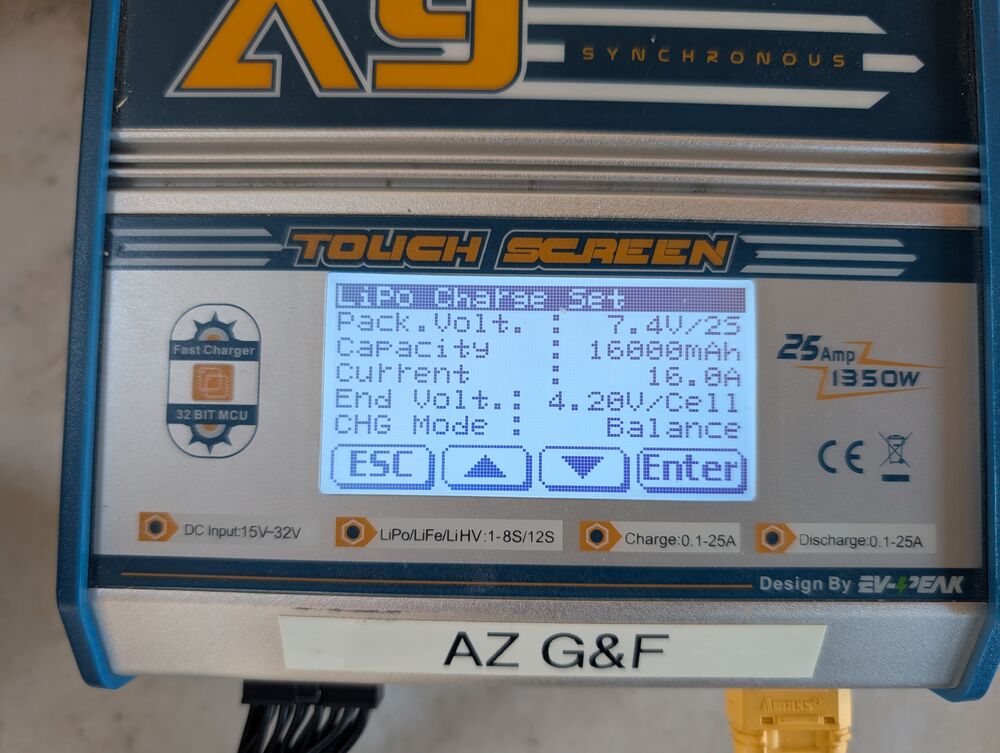 A9
SYNCHRONOUS
TOUCH SCREEN
Fast Charger
32 BIT MCU
LiPo Charge Set
Pack.Volt. : 7.4V/2S
Capacity : 16000mAh
Current : 16.0A
End Volt.: 4.20V/Cell
CHG Mode : Balance
ESC
Enter
25Amp
1350W
CE
DC Input:15V~32V
LiPo/LiFe/LiHV:1-8S/12S
Charge:0.1-25A
Discharge:0.1-25A
Design By EV-PEAK
AZ G&F